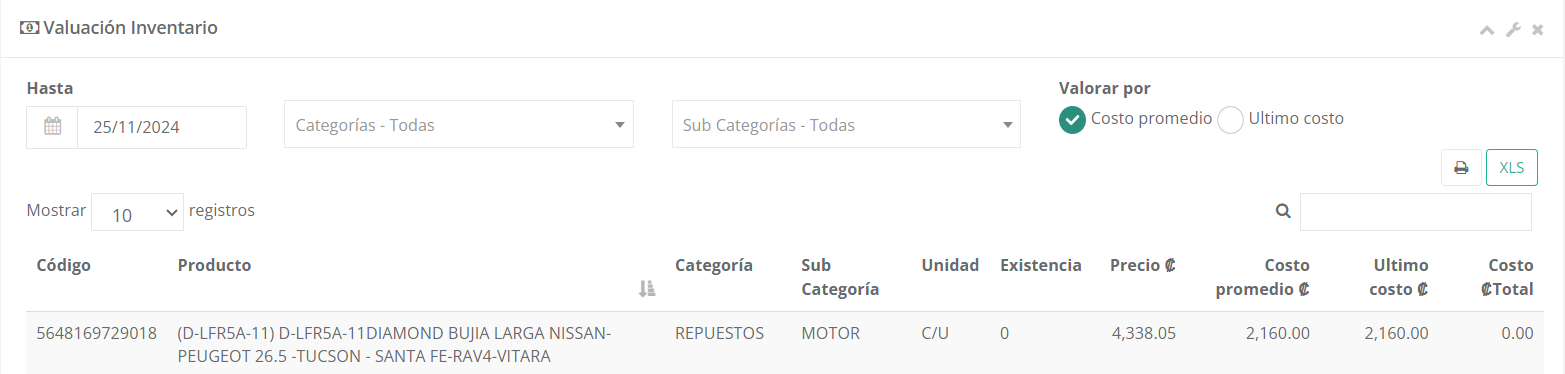 Valuación Inventario
Hasta
25/11/2024
Categorías - Todas
Sub Categorías - Todas
Valorar por
Costo promedio
Ultimo costo
XLS
Mostrar 10 registros
Código Producto Categoría Sub Categoría Unidad Existencia Precio ₡ Costo promedio ₡ Ultimo costo ₡ Costo ₡Total
5648169729018 (D-LFR5A-11) D-LFR5A-11DIAMOND BUJIA LARGA NISSAN- REPUESTOS MOTOR C/U 0 4,338.05 2,160.00 2,160.00 0.00
PEUGEOT 26.5 -TUCSON - SANTA FE-RAV4-VITARA